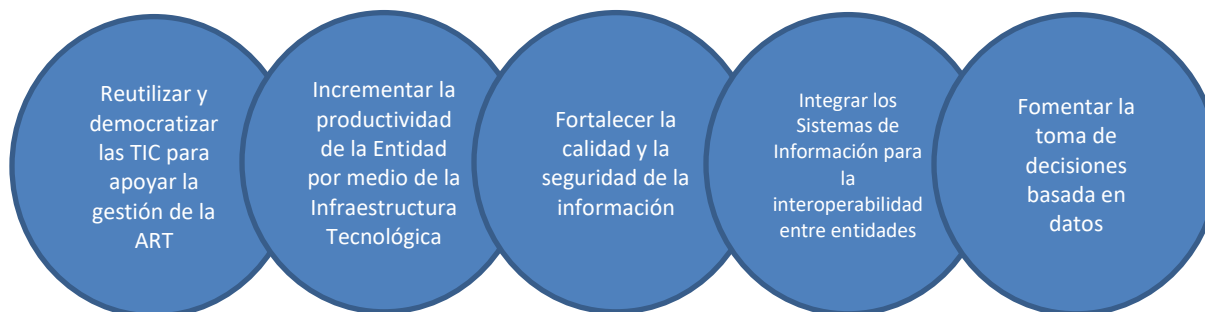 Reutilizar y
democratizar
las TIC para
apoyar la
gestión de la
ART
Incrementar la
productividad
de la Entidad
por medio de la
Infraestructura
Tecnológica
Fortalecer la
calidad y la
seguridad de la
información
Integrar los
Sistemas de
Información para
la
interoperabilidad
entre entidades
Fomentar la
toma de
decisiones
basada en
datos